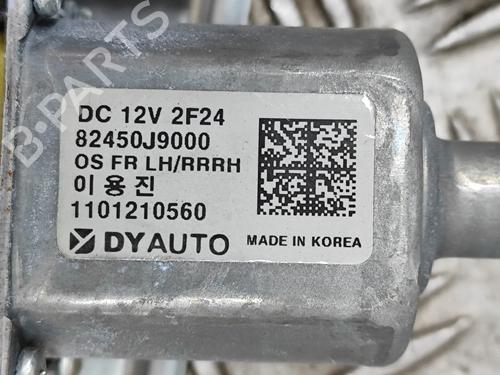 DC 12V 2F24
82450J9000
OS FR LH/RRRH
이 용 진
1101210560
DYAUTO
MADE IN KOREA
B-PARTS